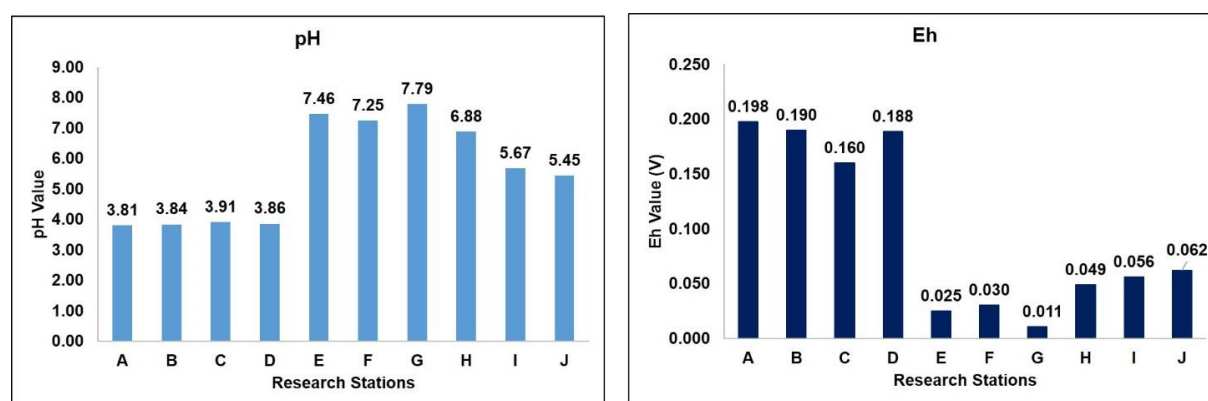 pH
pH Value
9.00
8.00
7.00
6.00
5.00
4.00
3.00
2.00
1.00
0.00
3.81 3.84 3.91 3.86 7.46 7.25 7.79 6.88 5.67 5.45
A B C D E F G H I J
Research Stations
Eh
Eh Value (V)
0.250
0.200
0.150
0.100
0.050
0.000
0.198 0.190 0.160 0.188 0.025 0.030 0.011 0.049 0.056 0.062
A B C D E F G H I J
Research Stations